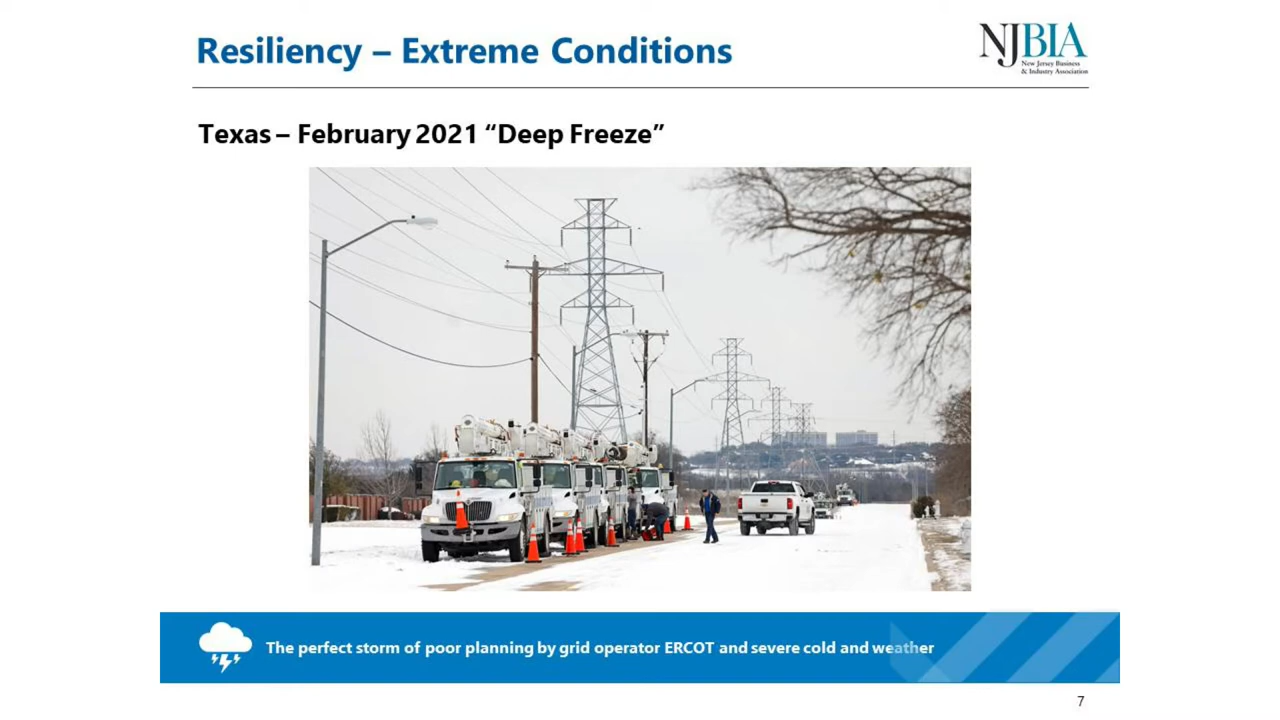 Resiliency – Extreme Conditions
NJBIA
New Jersey Business
& Industry Association
Texas – February 2021 “Deep Freeze”
The perfect storm of poor planning by grid operator ERCOT and severe cold and weather
7